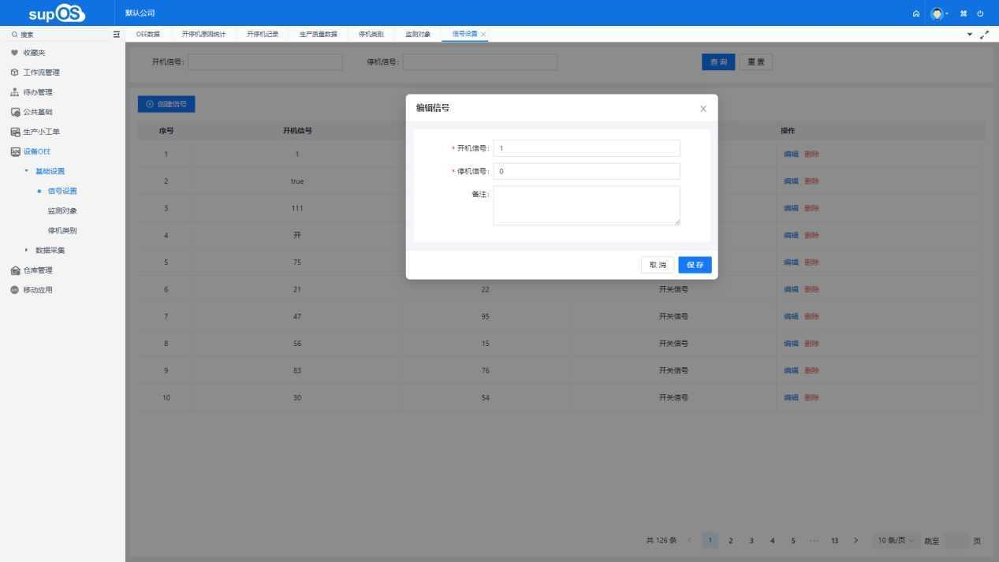 supOS
默认公司
搜索
OEE数据 开停机原因统计 开停机记录 生产质量数据 停机类别 监测对象 信号设置
收藏夹
工作流管理
待办管理
公共基础
生产小工单
设备OEE
基础设置
信号设置
监测对象
停机类别
数据采集
仓库管理
移动应用
开机信号: 停机信号: 查 询 重 置
创建信号
序号 开机信号 操作
1 1 编辑 删除
2 true 编辑 删除
3 111 编辑 删除
4 开 编辑 删除
5 75 编辑 删除
6 21 22 开关信号 编辑 删除
7 47 95 开关信号 编辑 删除
8 56 15 开关信号 编辑 删除
9 83 76 开关信号 编辑 删除
10 30 54 开关信号 编辑 删除
编辑信号
* 开机信号: 1
* 停机信号: 0
备注:
取 消 保 存
共 126 条 < 1 2 3 4 5 ··· 13 > 10 条/页 跳至 页